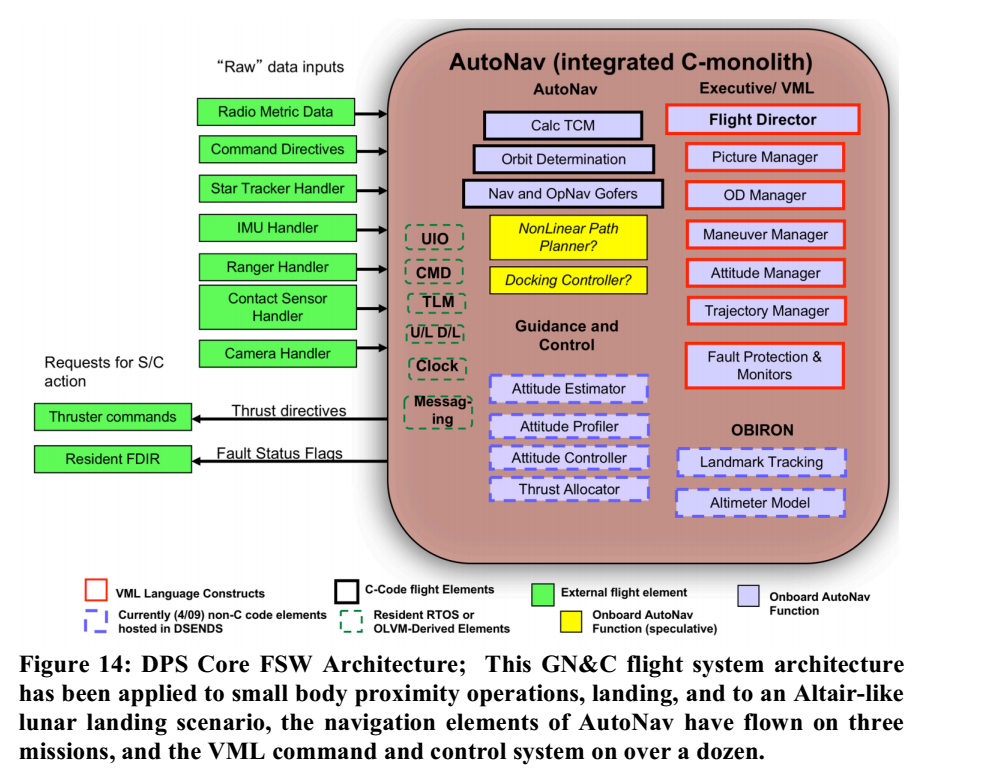 AutoNav (integrated C-monolith)
“Raw” data inputs
Radio Metric Data
Command Directives
Star Tracker Handler
IMU Handler
Ranger Handler
Contact Sensor
Handler
Camera Handler
Requests for S/C
action
Thruster commands
Thrust directives
Resident FDIR
Fault Status Flags
UIO
CMD
TLM
U/L D/L
Clock
Messag-
ing
AutoNav
Calc TCM
Orbit Determination
Nav and OpNav Gofers
NonLinear Path
Planner?
Docking Controller?
Guidance and
Control
Attitude Estimator
Attitude Profiler
Attitude Controller
Thrust Allocator
Executive/ VML
Flight Director
Picture Manager
OD Manager
Maneuver Manager
Attitude Manager
Trajectory Manager
Fault Protection &
Monitors
OBIRON
Landmark Tracking
Altimeter Model
VML Language Constructs
Currently (4/09) non-C code elements
hosted in DSENDS
C-Code flight Elements
Resident RTOS or
OLVM-Derived Elements
External flight element
Onboard AutoNav
Function (speculative)
Onboard AutoNav
Function
Figure 14: DPS Core FSW Architecture; This GN&C flight system architecture
has been applied to small body proximity operations, landing, and to an Altair-like
lunar landing scenario, the navigation elements of AutoNav have flown on three
missions, and the VML command and control system on over a dozen.